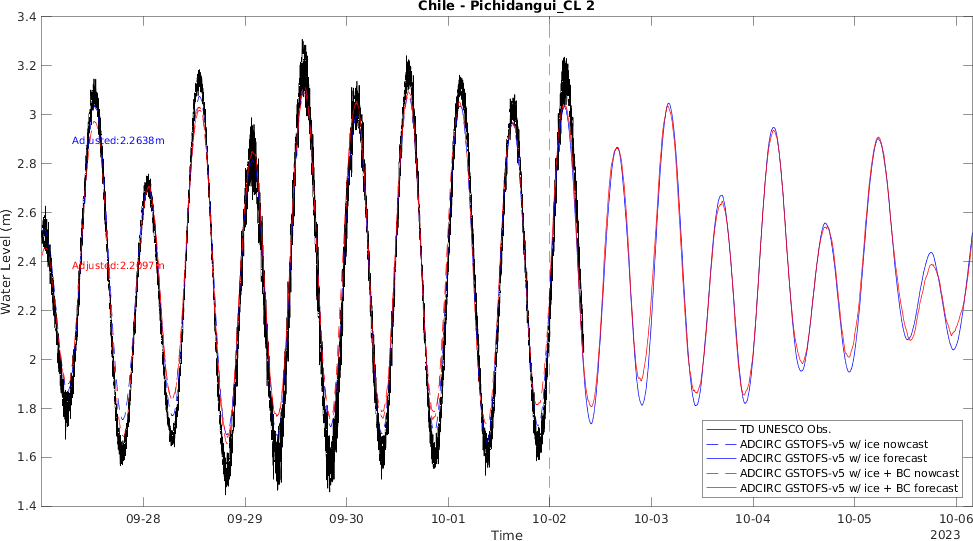 Chile - Pichidangui_CL 2
3.4
3.2
3
2.8
2.6
2.4
2.2
2
1.8
1.6
1.4
Water Level (m)
Adjusted:2.2638m
TD UNESCO Obs.
ADCIRC GSTOFS-v5 w/ ice nowcast
ADCIRC GSTOFS-v5 w/ ice forecast
ADCIRC GSTOFS-v5 w/ ice + BC nowcast
ADCIRC GSTOFS-v5 w/ ice + BC forecast
09-28
09-29
09-30
10-01
10-02
10-03
10-04
10-05
10-06
Time
2023